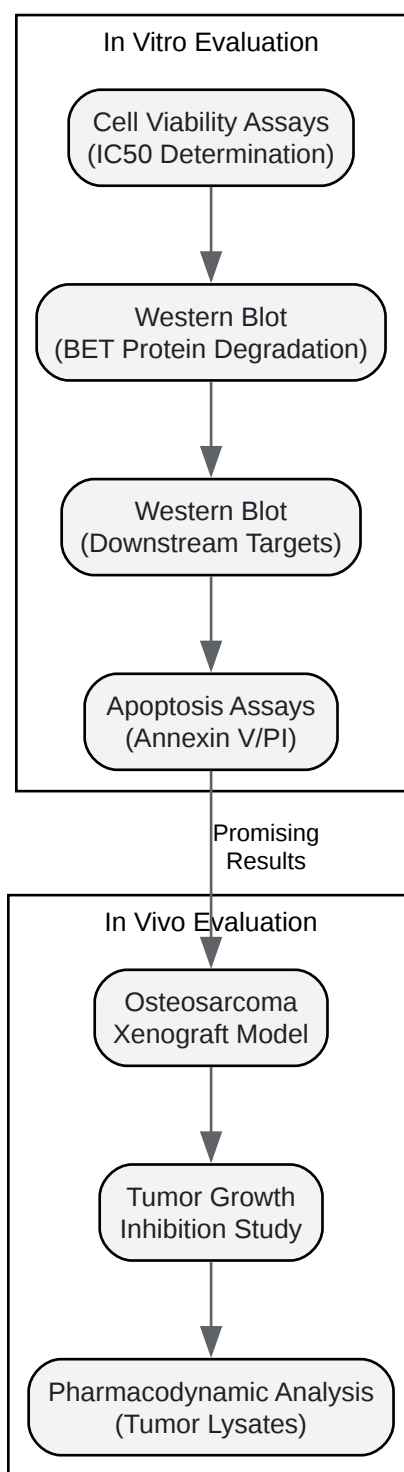 In Vitro Evaluation
Cell Viability Assays
(IC50 Determination)
Western Blot
(BET Protein Degradation)
Western Blot
(Downstream Targets)
Apoptosis Assays
(Annexin V/PI)
Promising
Results
In Vivo Evaluation
Osteosarcoma
Xenograft Model
Tumor Growth
Inhibition Study
Pharmacodynamic Analysis
(Tumor Lysates)